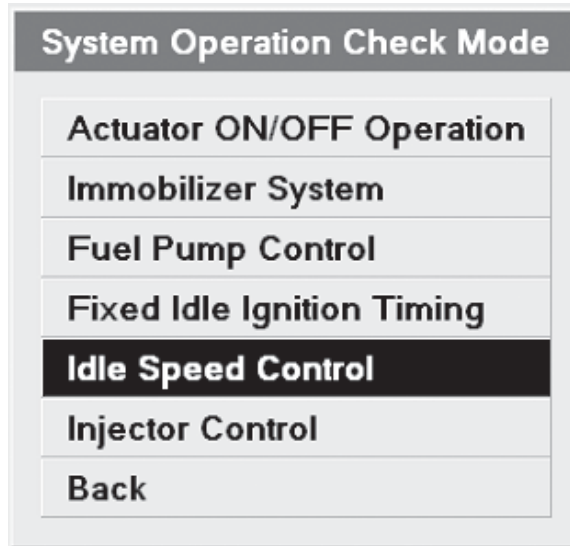 System Operation Check Mode
Actuator ON/OFF Operation
Immobilizer System
Fuel Pump Control
Fixed Idle Ignition Timing
Idle Speed Control
Injector Control
Back